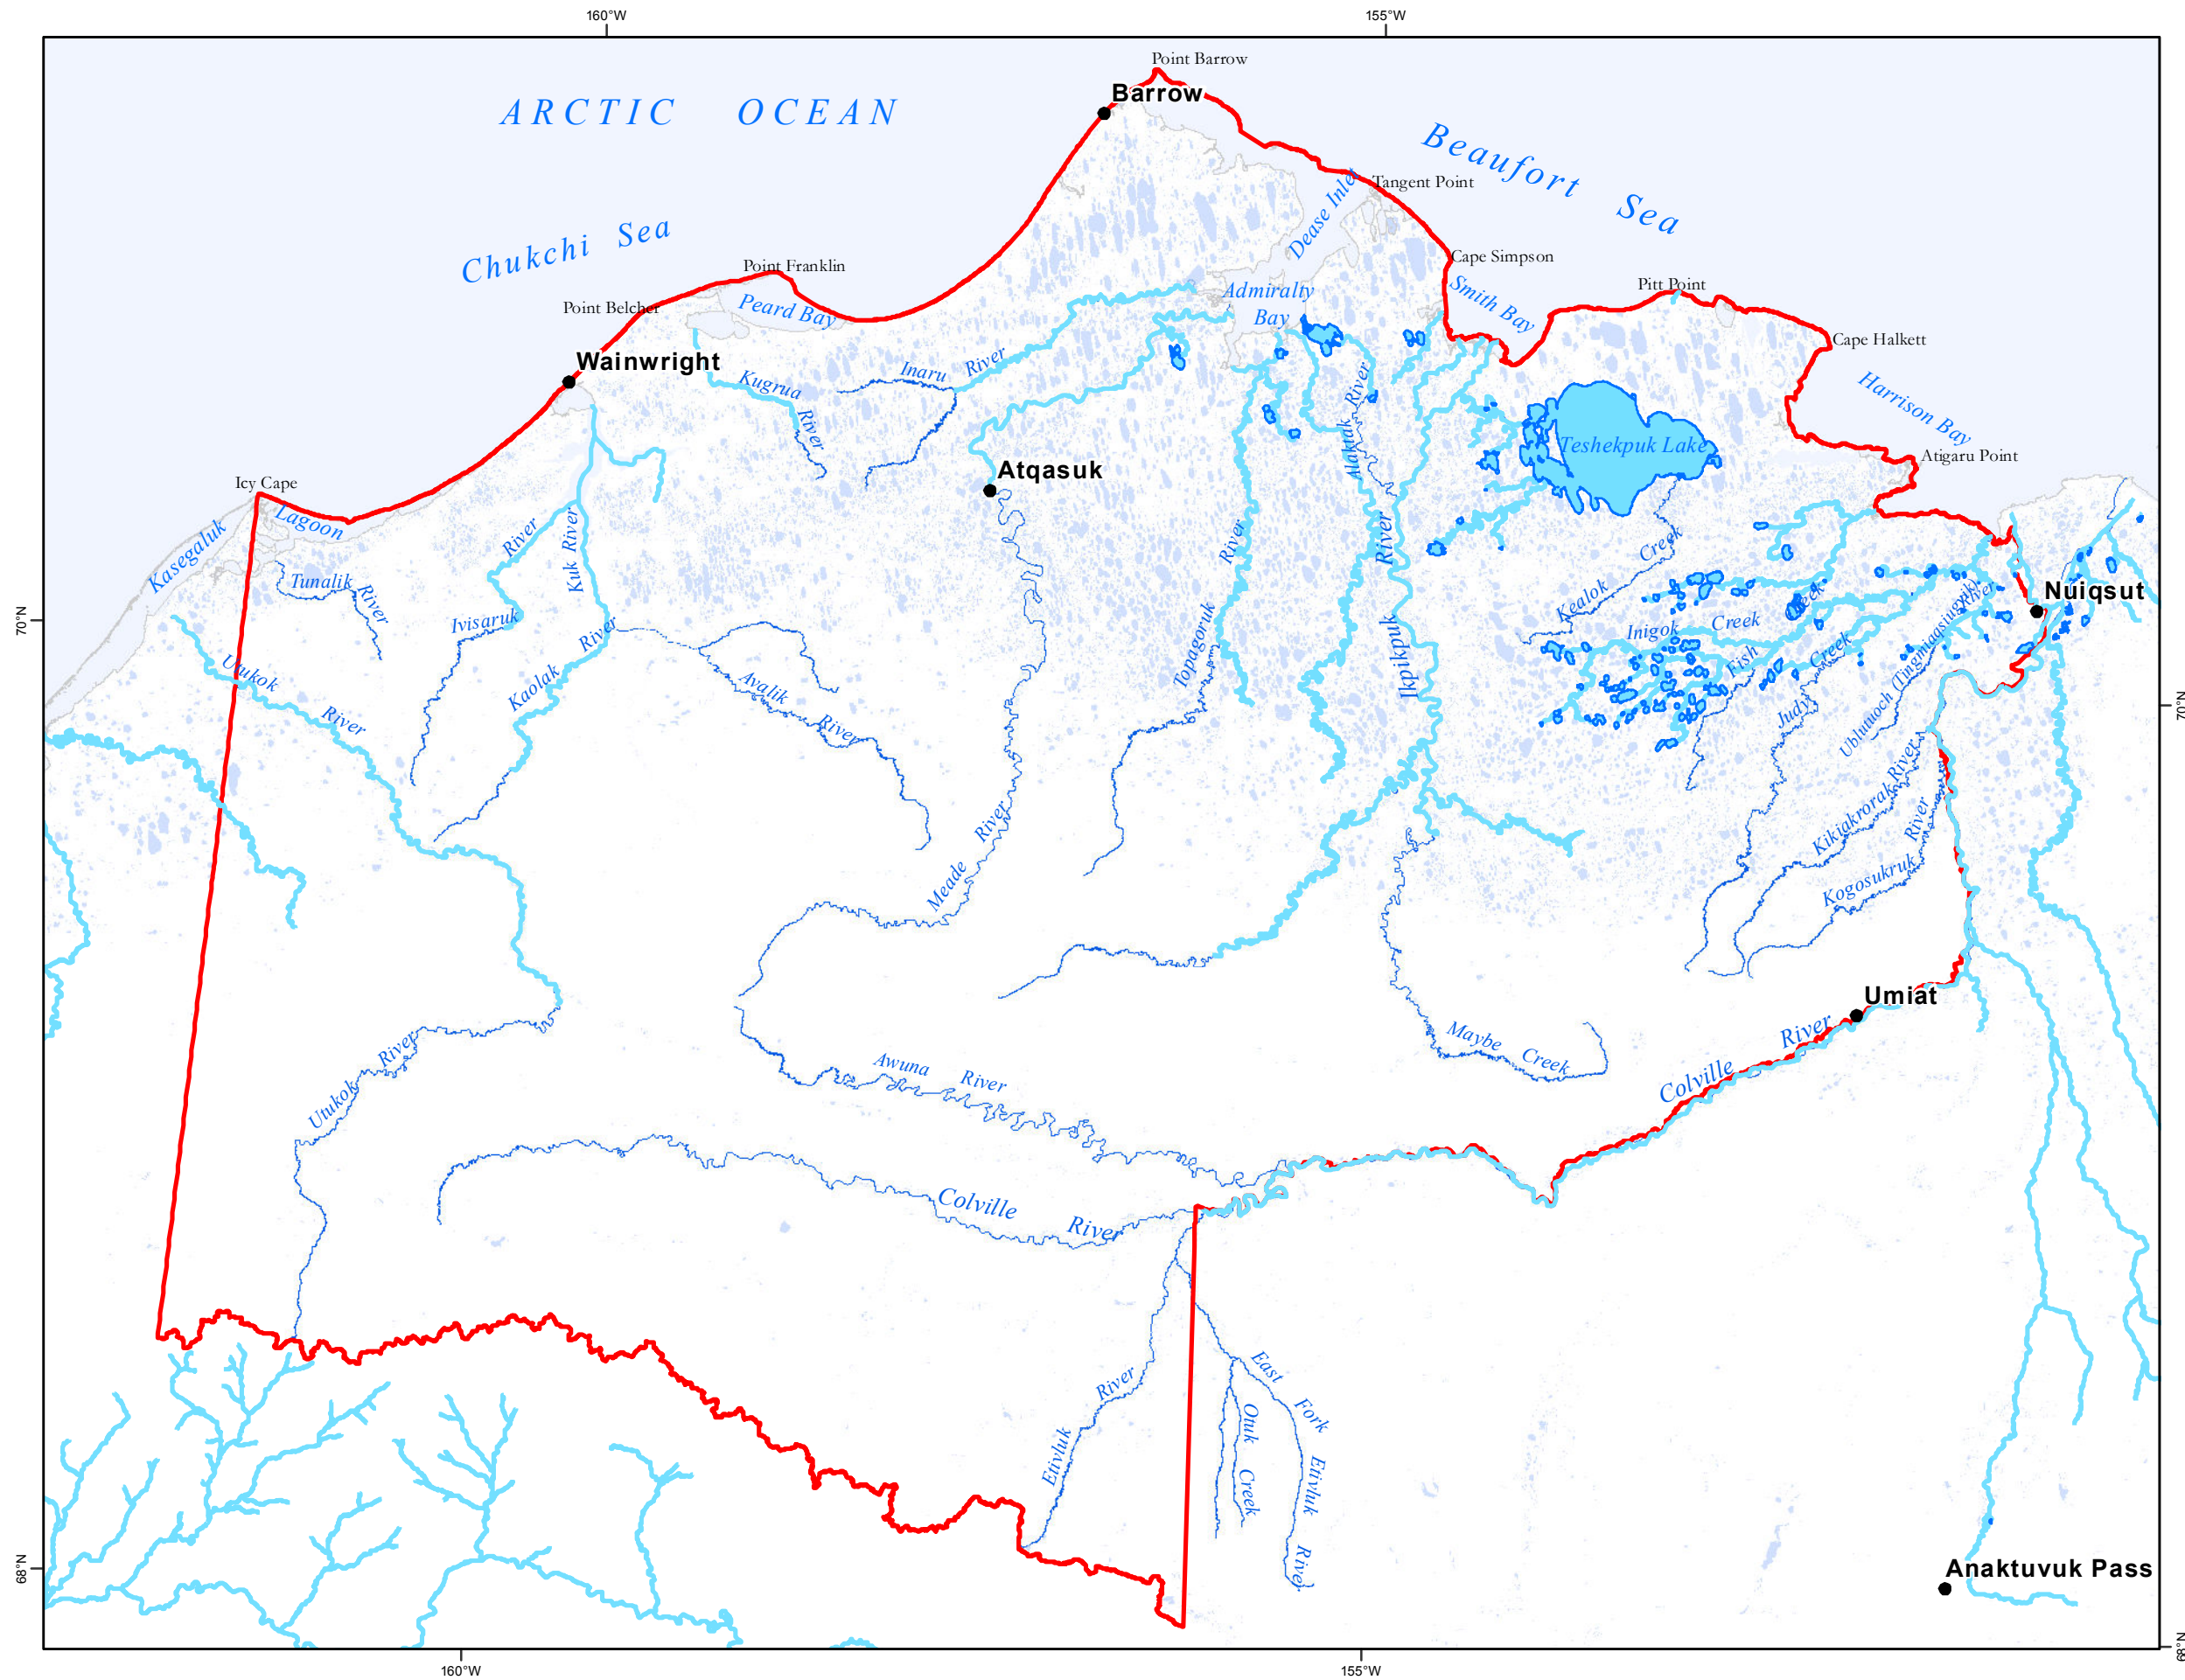 160°W
155°W
Point Barrow
Barrow
ARCTIC OCEAN
Beaufort Sea
Tangent Point
Dease Inlet
Chukchi Sea
Cape Simpson
Point Franklin
Pitt Point
Smith Bay
Admiralty
Bay
Point Belcher
Peard Bay
Cape Halkett
Wainwright
Inaru River
Kugrua River
Harrison Bay
Alaktak River
Teshekpuk Lake
Atigaru Point
Atqasuk
Icy Cape
Kasegaluk Lagoon
River
Kuk River
River
River
Creek
Tunalik River
Nuiqsut
Kealok
Creek
River
70°N
Ivisaruk
River
Inigok Creek
Ublutuoch (Tingmiaqsiugvik)
Topagoruk
Ikpikpuk
Fish
Creek
Utukok
River
Kaolak
Avalik
River
Judy
70°N
Kikiakrorak River
River
Kogosukruk
Meade River
Umiat
Maybe Creek
Colville River
Utukok River
Awuna River
Colville River
East Fork Etivluk River
Etivluk River
Otuk Creek
68°N
Anaktuvuk Pass
68°N
160°W
155°W